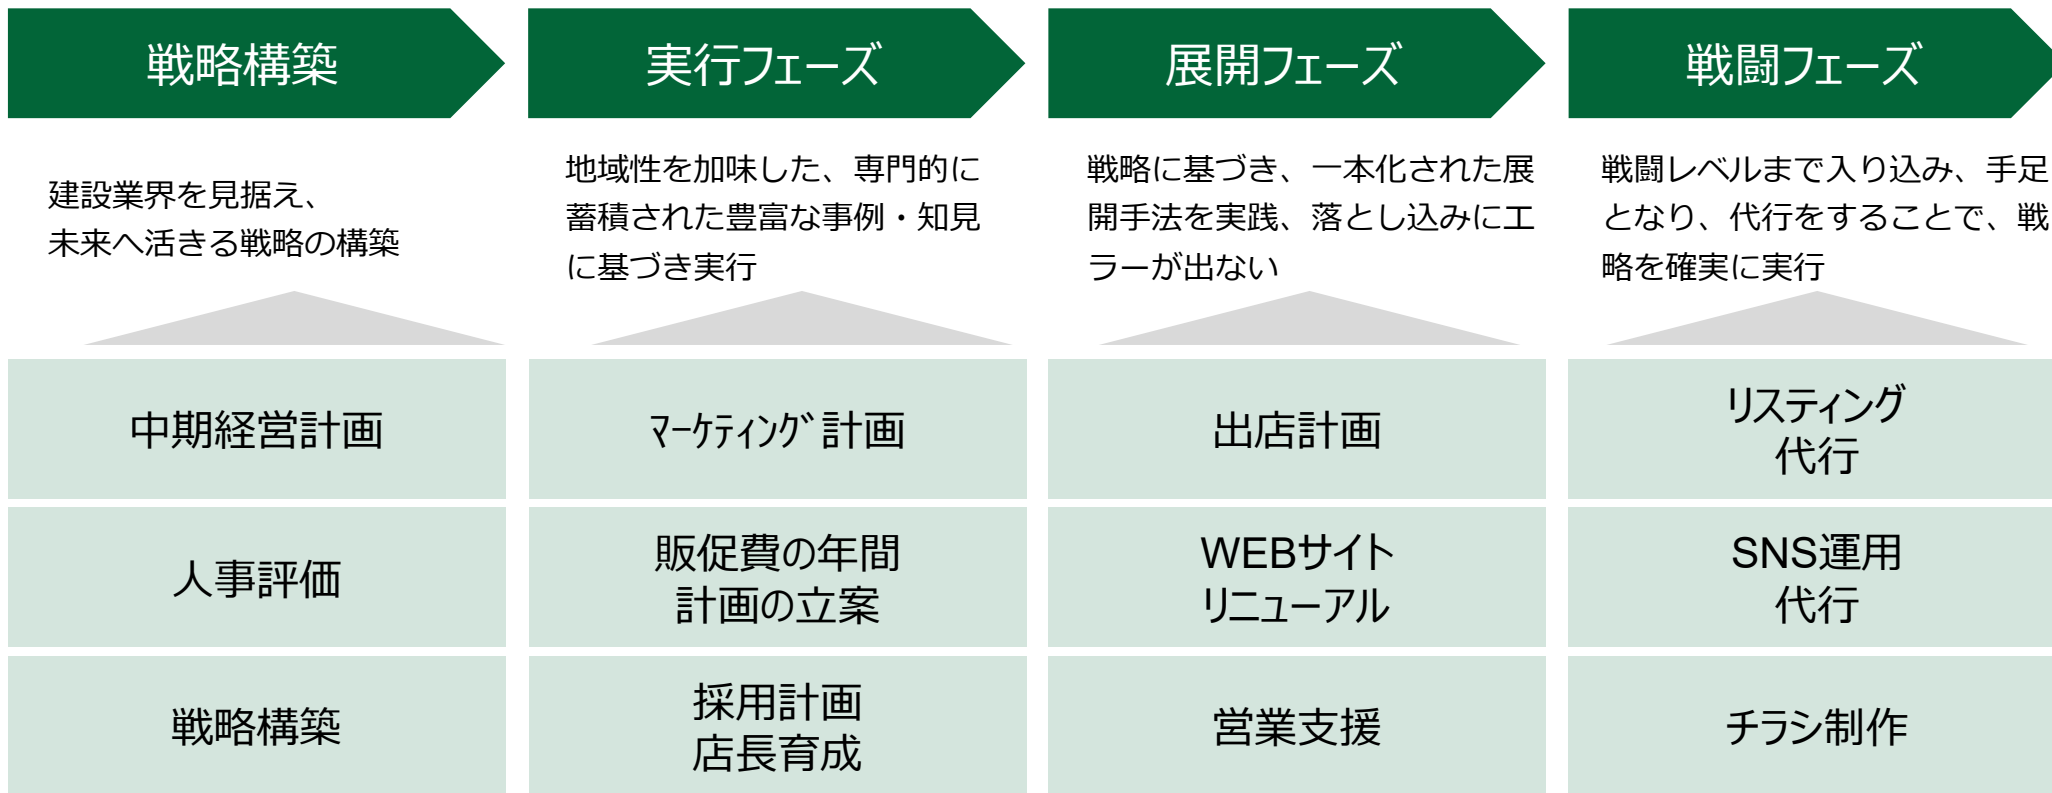 戦略構築
実行フェーズ
展開フェーズ
戦闘フェーズ
建設業界を見据え、
未来へ活きる戦略の構築
地域性を加味した、専門的に
蓄積された豊富な事例・知見
に基づき実行
戦略に基づき、一本化された展
開手法を実践、落とし込みにエ
ラーが出ない
戦闘レベルまで入り込み、手足
となり、代行をすることで、戦
略を確実に実行
中期経営計画
ﾏｰｹﾃｨﾝｸﾞ計画
出店計画
リスティング
代行
人事評価
販促費の年間
計画の立案
WEBサイト
リニューアル
SNS運用
代行
戦略構築
採用計画
店長育成
営業支援
チラシ制作